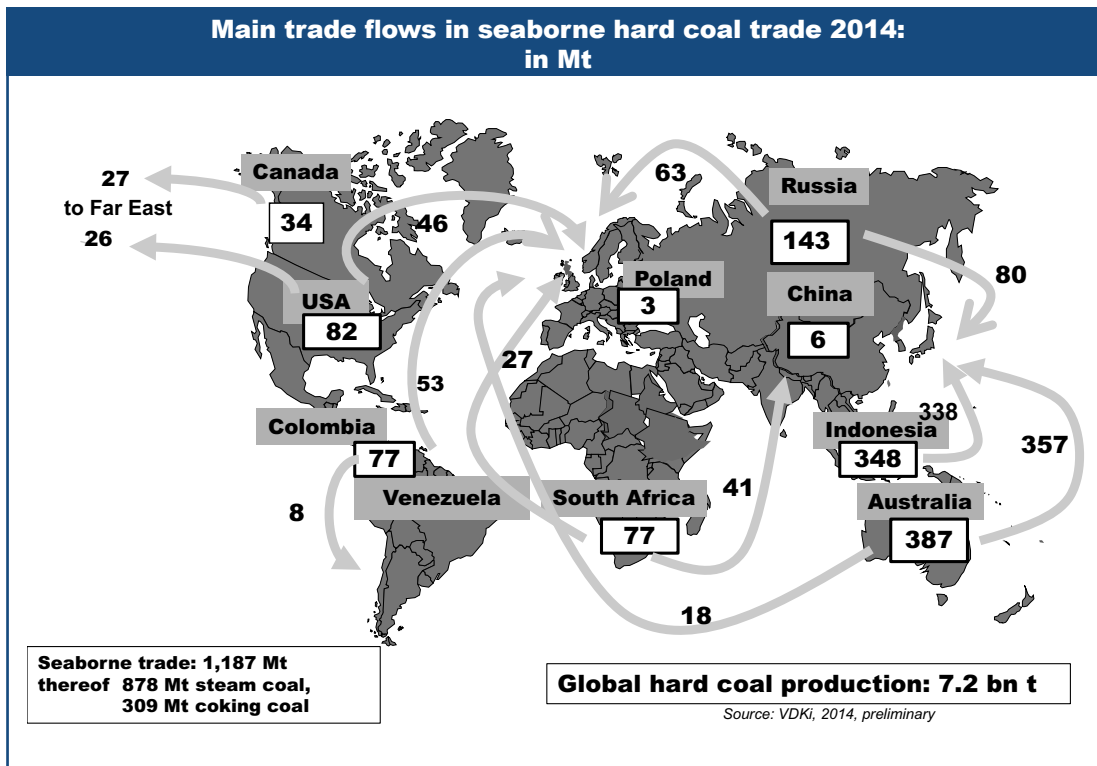 Main trade flows in seaborne hard coal trade 2014:
in Mt
Canada
34
27
to Far East
26
46
USA
82
63
Russia
143
80
Poland
3
China
6
27
53
Colombia
77
Venezuela
8
South Africa
77
41
338
Indonesia
348
357
Australia
387
18
Seaborne trade: 1,187 Mt
thereof 878 Mt steam coal,
309 Mt coking coal
Global hard coal production: 7.2 bn t
Source: VDKi, 2014, preliminary